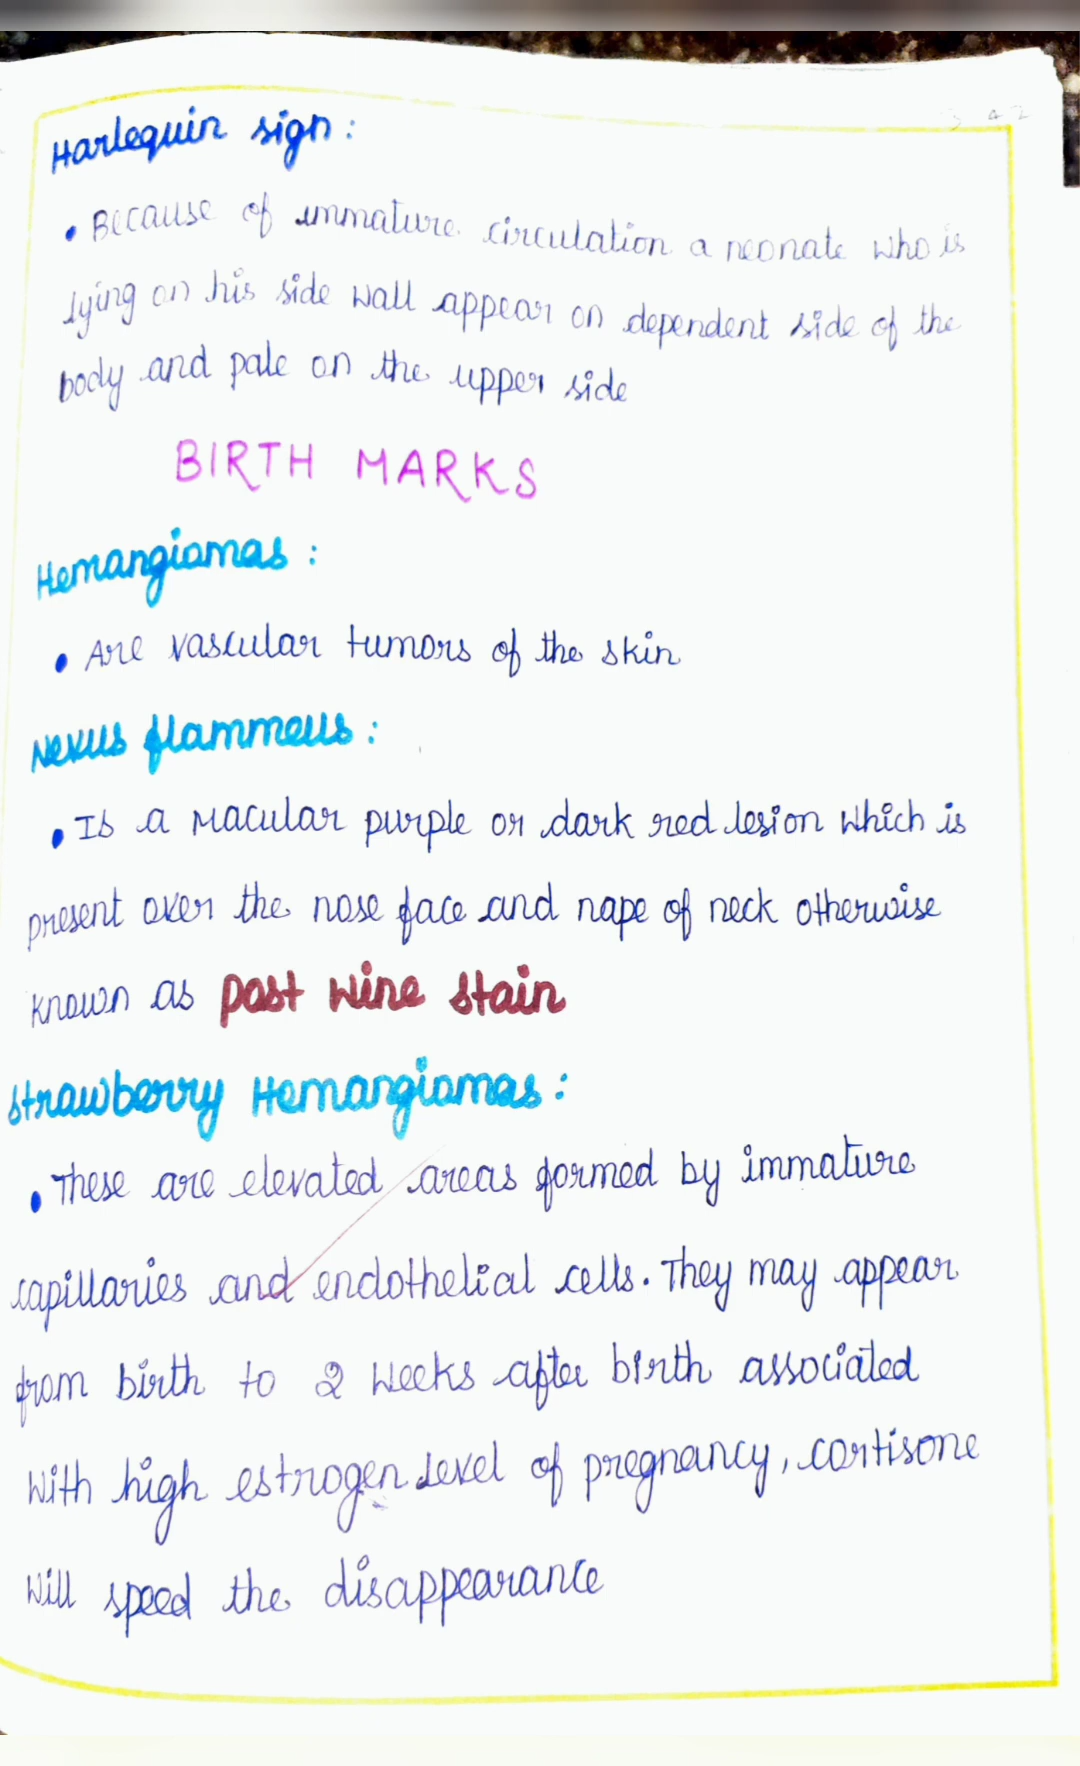 Harlequin sign:
• Because of immature circulation a neonate who is
lying on his side wall appear on dependent side of the
body and pale on the upper side
BIRTH MARKS
Hemangiomas:
• Are vascular tumors of the skin
Nevus flammeus:
• Is a macular purple or dark red lesion which is
present over the nose face and nape of neck otherwise
known as past wine stain
Strawberry Hemangiomas:
• These are elevated areas formed by immature
capillaries and endothelial cells. They may appear
from birth to 2 weeks after birth associated
with high estrogen level of pregnancy, cortisone
will speed the disappearance